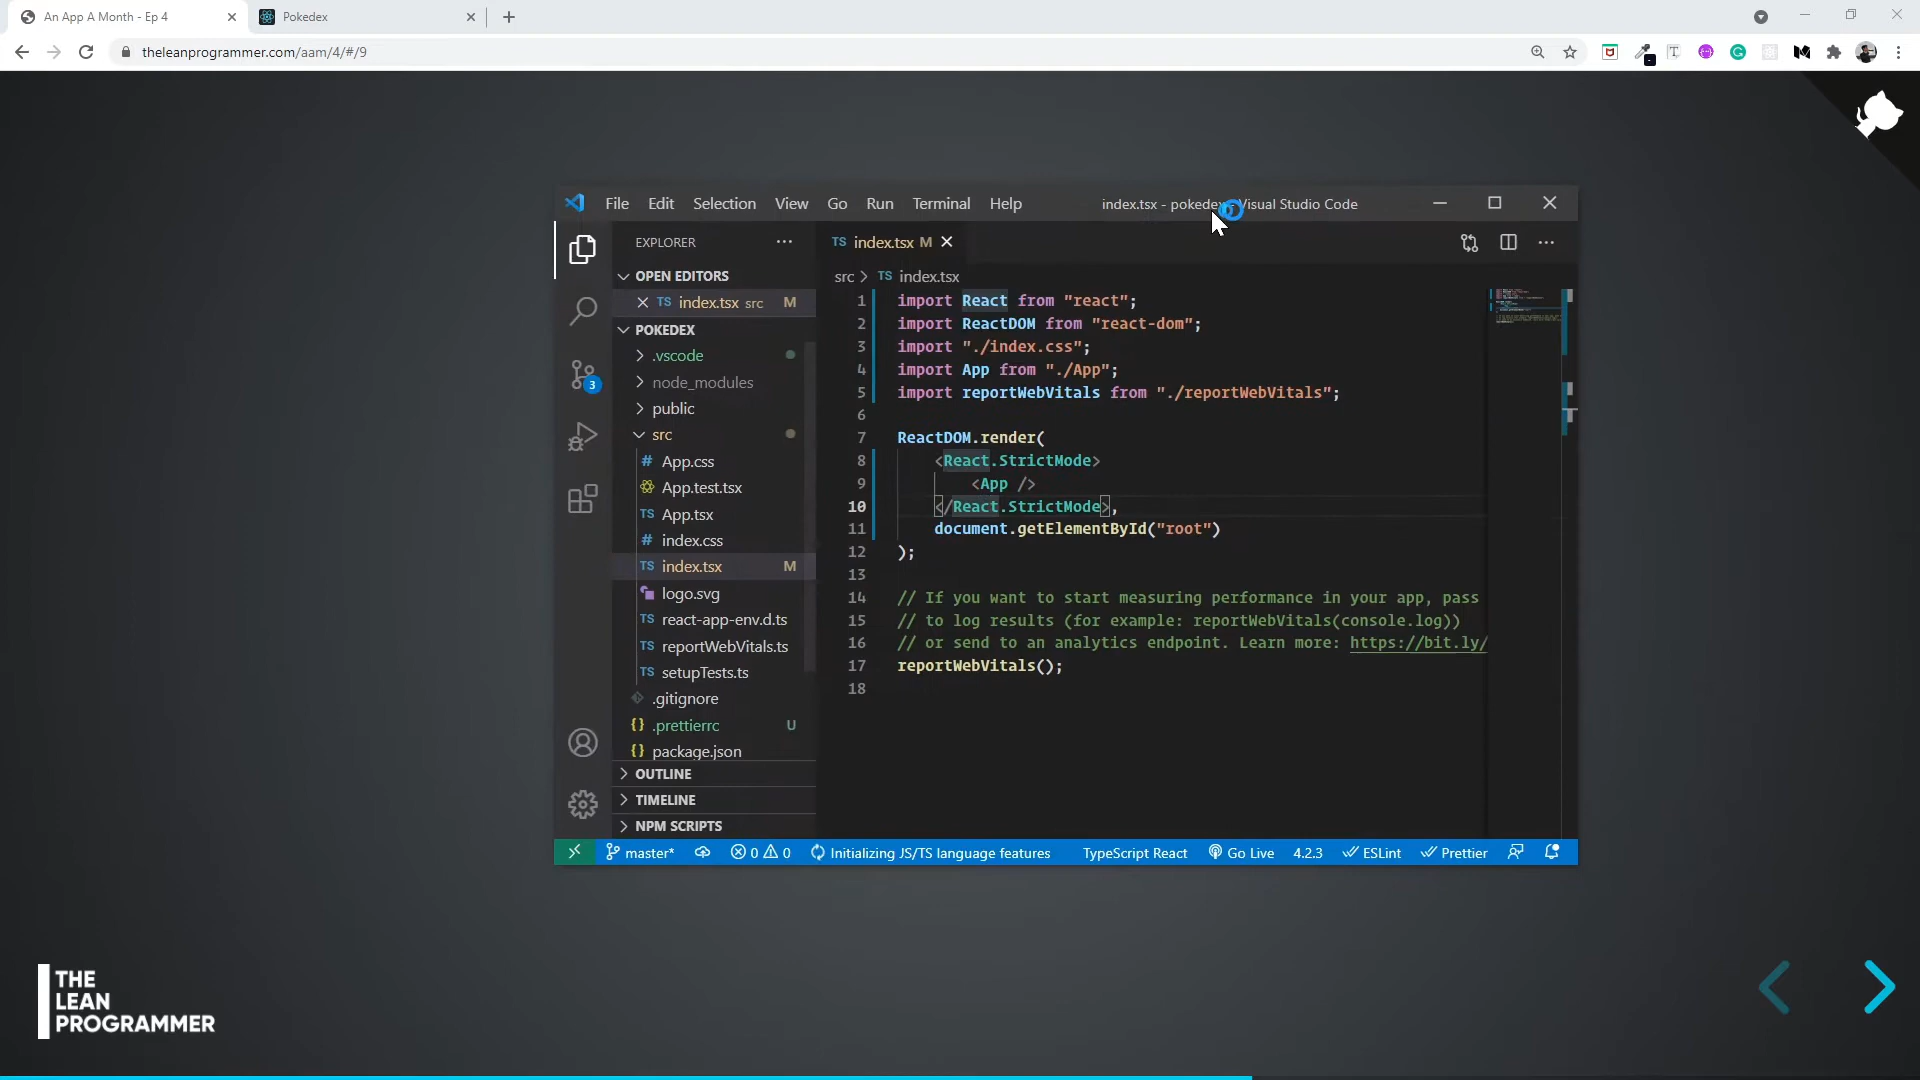 An App A Month - Ep 4
Pokedex
theleanprogrammer.com/aam/4/#/9
File Edit Selection View Go Run Terminal Help
index.tsx - pokedex - Visual Studio Code
EXPLORER
TS index.tsx M
OPEN EDITORS
src > TS index.tsx
TS index.tsx src M
POKEDEX
.vscode
node_modules
public
src
# App.css
App.test.tsx
TS App.tsx
# index.css
TS index.tsx M
logo.svg
TS react-app-env.d.ts
TS reportWebVitals.ts
TS setupTests.ts
.gitignore
{} .prettierrc U
{} package.json
OUTLINE
TIMELINE
NPM SCRIPTS
3
1 import React from "react";
2 import ReactDOM from "react-dom";
3 import "./index.css";
4 import App from "./App";
5 import reportWebVitals from "./reportWebVitals";
6
7 ReactDOM.render(
8 <React.StrictMode>
9 <App />
10 </React.StrictMode>,
11 document.getElementById("root")
12 );
13
14 // If you want to start measuring performance in your app, pass
15 // to log results (for example: reportWebVitals(console.log))
16 // or send to an analytics endpoint. Learn more: https://bit.ly/
17 reportWebVitals();
18
master* 0 0 Initializing JS/TS language features TypeScript React Go Live 4.2.3 ESLint Prettier
THE
LEAN
PROGRAMMER